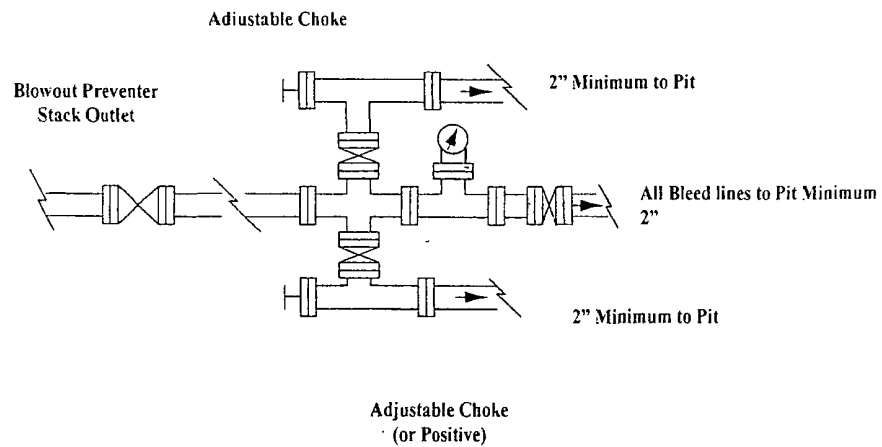 Adiustable Choke
2” Minimum to Pit
Blowout Preventer
Stack Outlet
All Bleed lines to Pit Minimum
2”
2” Minimum to Pit
Adjustable Choke
(or Positive)